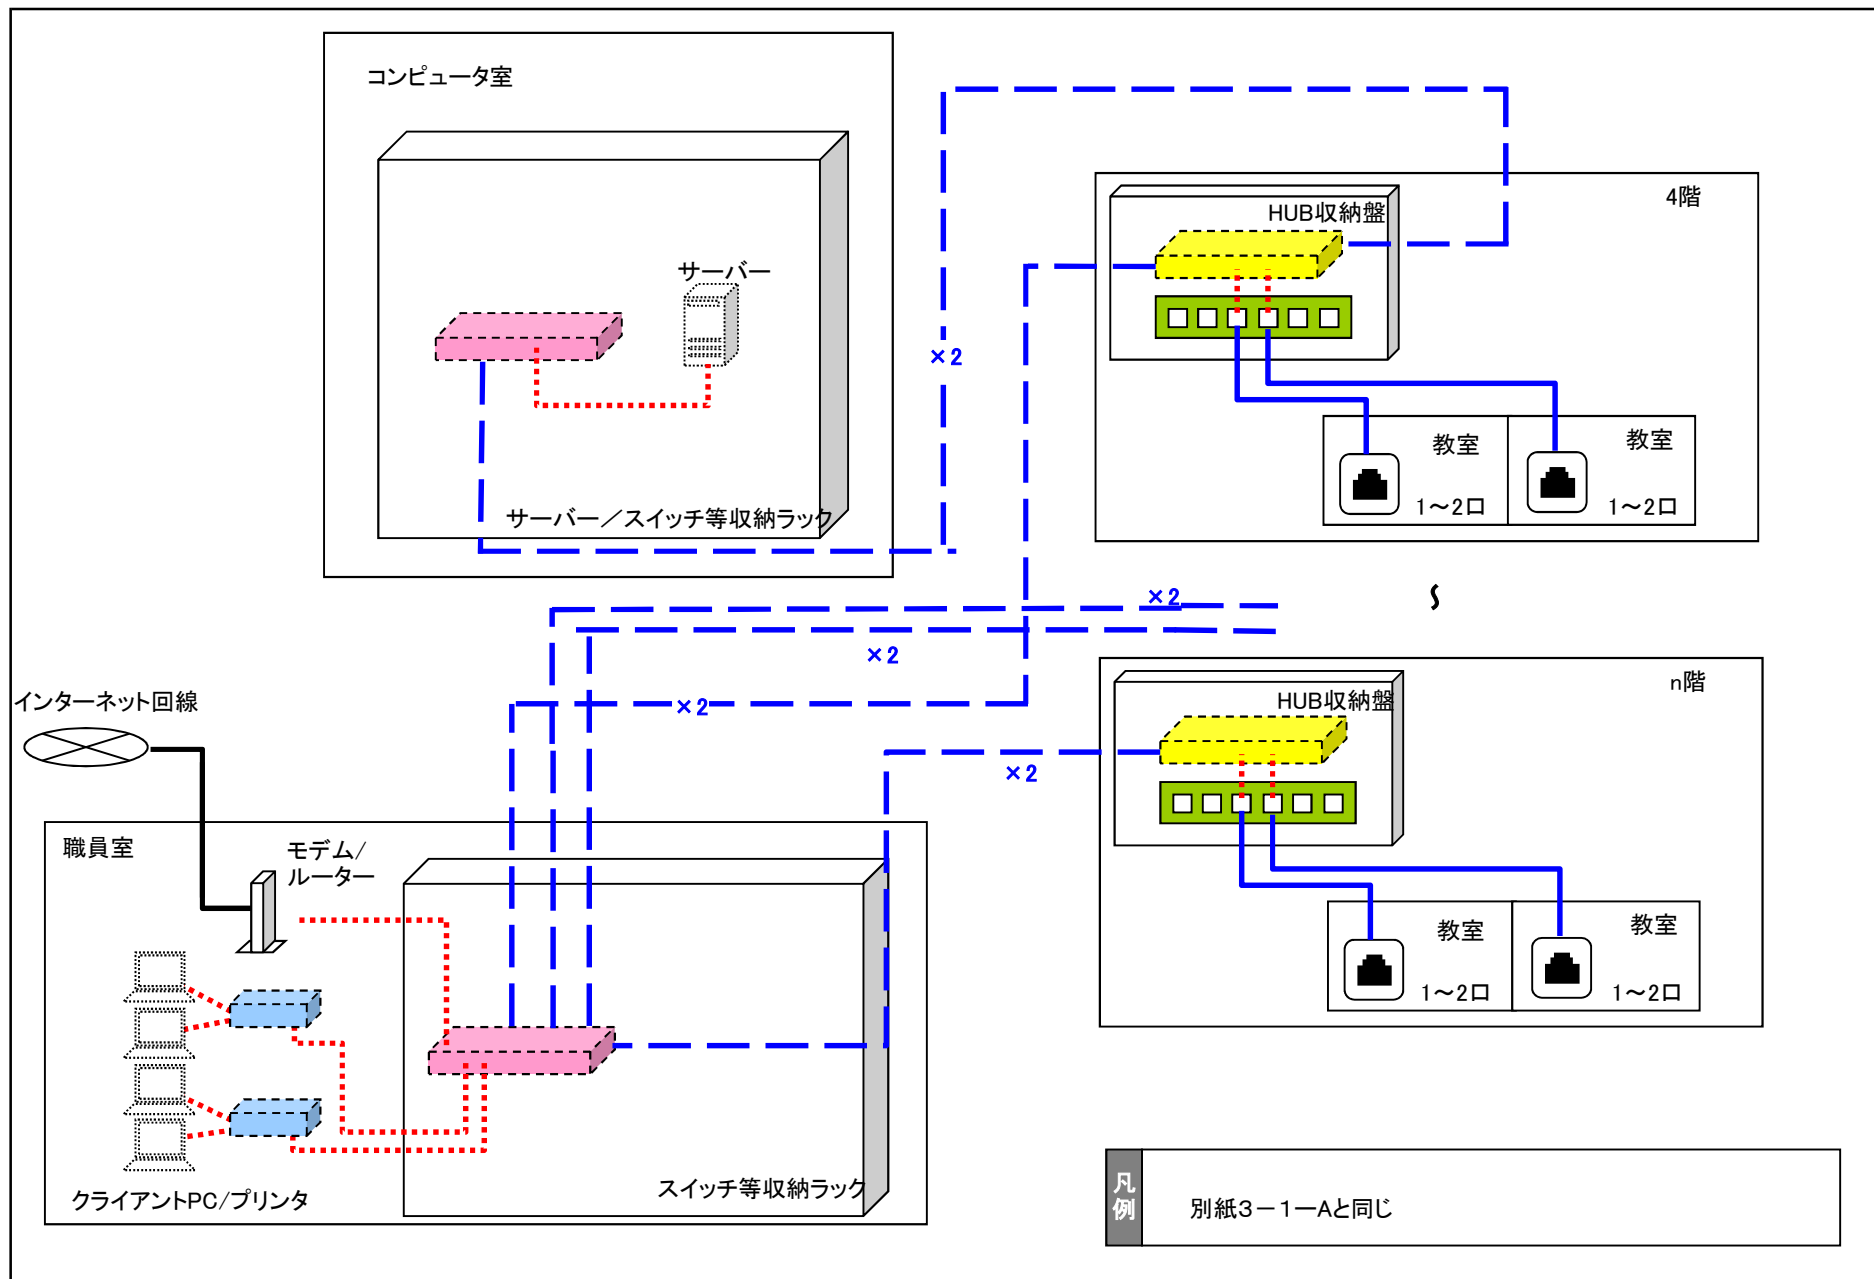 コンピュータ室
サーバー
サーバー／スイッチ等収納ラック
×2
4階
HUB収納盤
教室
1～2口
教室
1～2口
×2
×2
×2
×2
n階
HUB収納盤
教室
1～2口
教室
1～2口
インターネット回線
職員室
モデム/
ルーター
クライアントPC/プリンタ
スイッチ等収納ラック
凡例
別紙３－１－Aと同じ